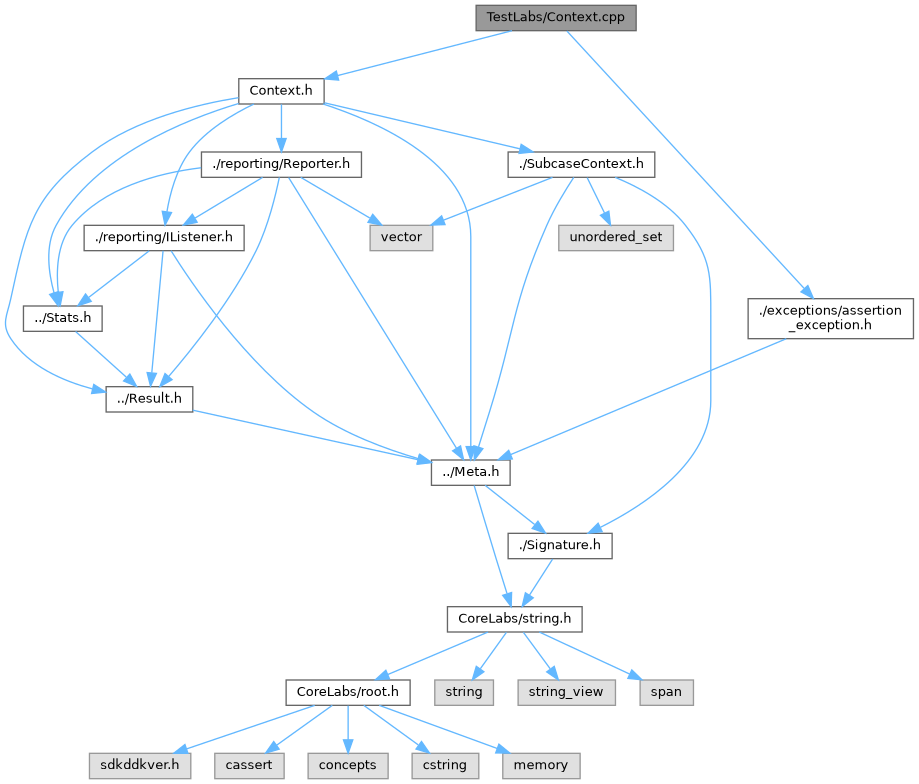 TestLabs/Context.cpp
Context.h
./reporting/Reporter.h
./SubcaseContext.h
./reporting/IListener.h
vector
unordered_set
../Stats.h
./exceptions/assertion
_exception.h
../Result.h
../Meta.h
./Signature.h
CoreLabs/string.h
CoreLabs/root.h
string
string_view
span
sdkddkver.h
cassert
concepts
cstring
memory